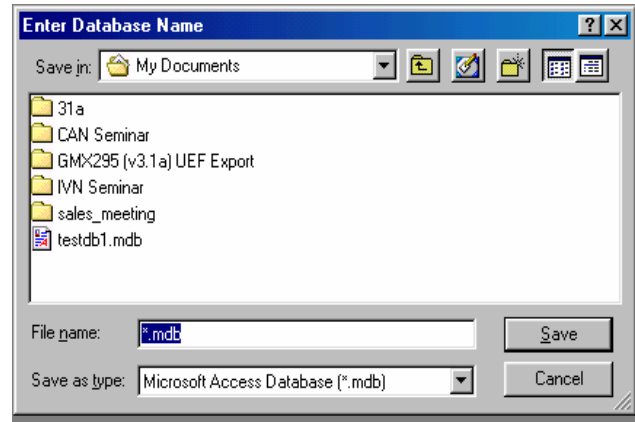 Enter Database Name
Save in: My Documents
31a
CAN Seminar
GMX295 (v3.1a) UEF Export
IVN Seminar
sales_meeting
testdb1.mdb
File name: *.mdb Save
Save as type: Microsoft Access Database (*.mdb) Cancel